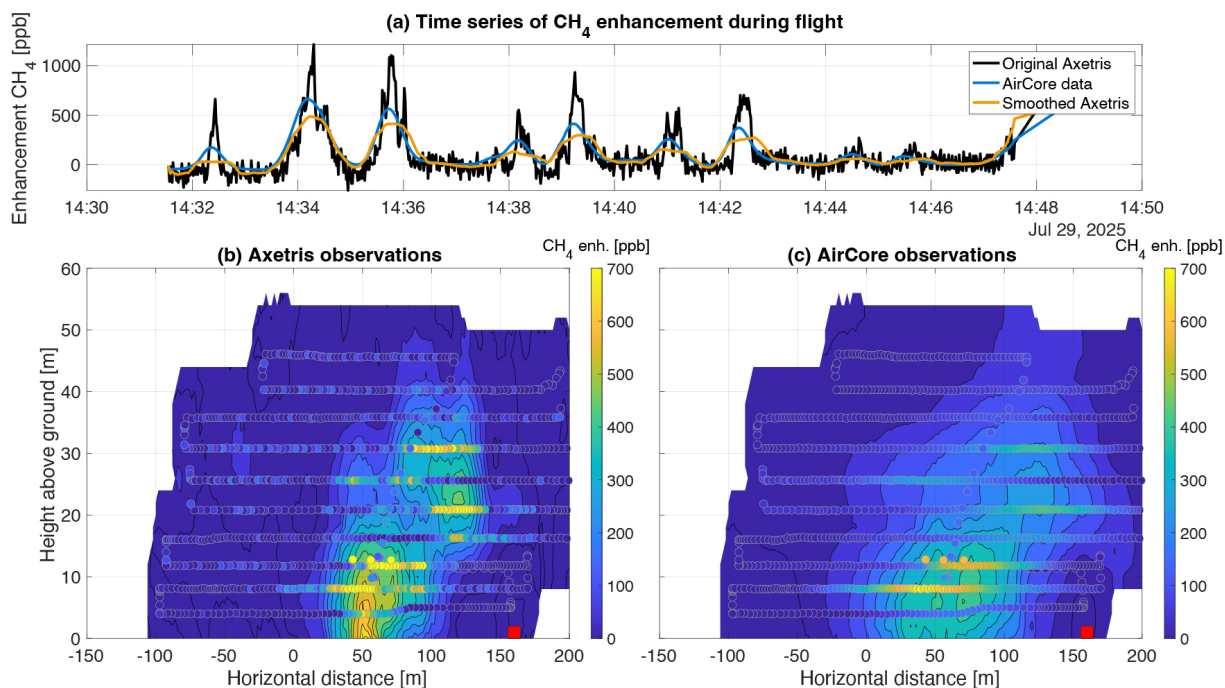 (a) Time series of CH4 enhancement during flight
Enhancement CH4 [ppb]
1000
500
0
Original Axetris
AirCore data
Smoothed Axetris
14:30 14:32 14:34 14:36 14:38 14:40 14:42 14:44 14:46 14:48 14:50
Jul 29, 2025
(b) Axetris observations
CH4 enh. [ppb]
Height above ground [m]
60
50
40
30
20
10
0
-150 -100 -50 0 50 100 150 200
Horizontal distance [m]
700
600
500
400
300
200
100
0
(c) AirCore observations
CH4 enh. [ppb]
-150 -100 -50 0 50 100 150 200
Horizontal distance [m]
700
600
500
400
300
200
100
0